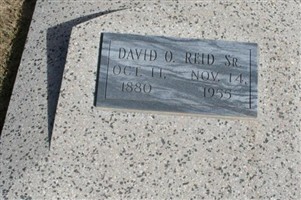 DAVID O. REID SR
OCT. 11, NOV. 14,
1880 1955